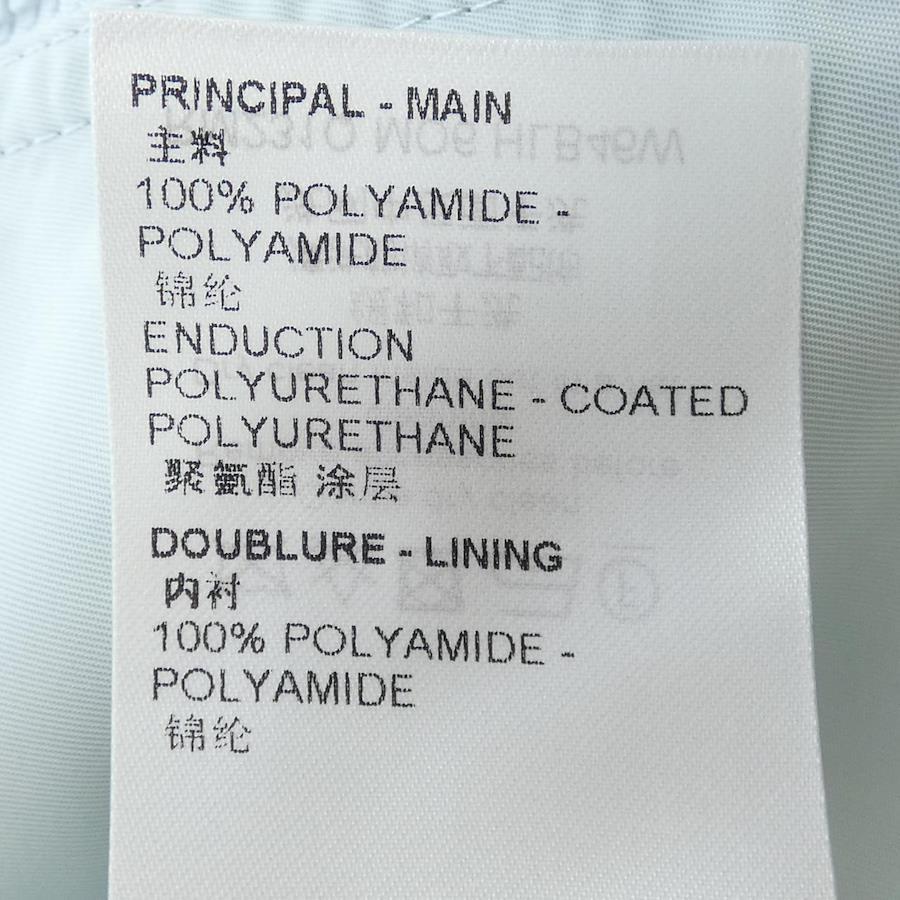 PRINCIPAL - MAIN
主料
100% POLYAMIDE -
POLYAMIDE
锦纶
ENDUCTION
POLYURETHANE - COATED
POLYURETHANE
聚氨酯 涂层
DOUBLURE - LINING
内衬
100% POLYAMIDE -
POLYAMIDE
锦纶